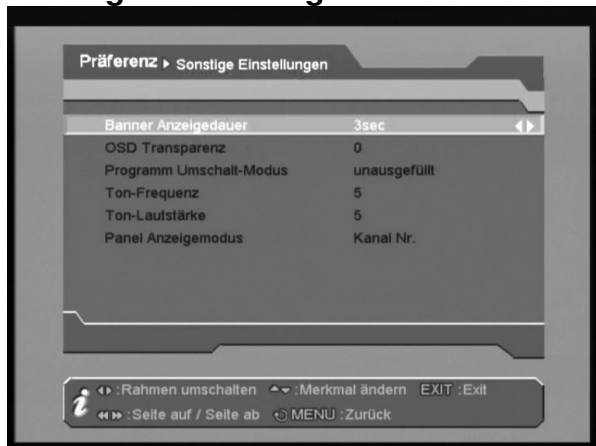 Präferenz ▸ Sonstige Einstellungen
Banner Anzeigedauer 3sec
OSD Transparenz 0
Programm Umschalt-Modus unausgefüllt
Ton-Frequenz 5
Ton-Lautstärke 5
Panel Anzeigemodus Kanal Nr.
:Rahmen umschalten :Merkmal ändern EXIT :Exit
:Seite auf / Seite ab MENU :Zurück